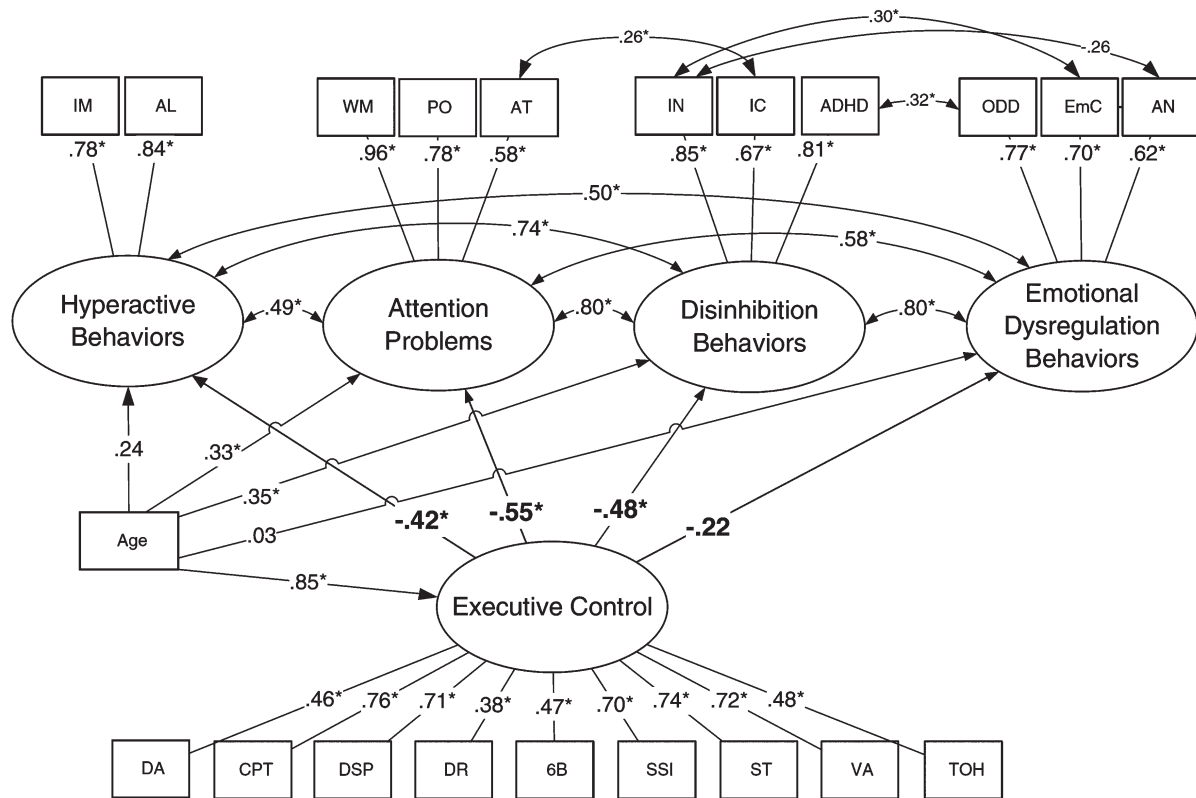 .30*
.26*
-.26
IM
AL
WM
PO
AT
IN
IC
ADHD
.32*
ODD
EmC
AN
.78*
.84*
.96*
.78*
.58*
.85*
.67*
.81*
.77*
.70*
.62*
.50*
.74*
.58*
Hyperactive
Behaviors
.49*
Attention
Problems
.80*
Disinhibition
Behaviors
.80*
Emotional
Dysregulation
Behaviors
.24
.33*
.35*
.03
-.42*
-.55*
-.48*
-.22
Age
.85*
Executive Control
.46*
.76*
.71*
.38*
.47*
.70*
.74*
.72*
.48*
DA
CPT
DSP
DR
6B
SSI
ST
VA
TOH